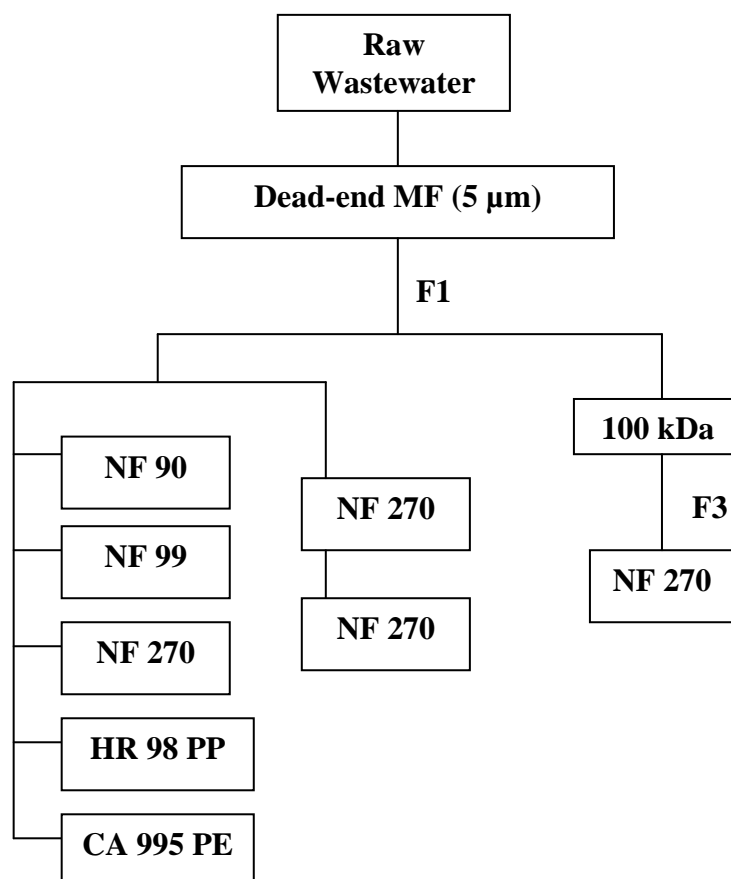 Raw
Wastewater
Dead-end MF (5 µm)
F1
NF 90
NF 99
NF 270
HR 98 PP
CA 995 PE
NF 270
NF 270
100 kDa
F3
NF 270